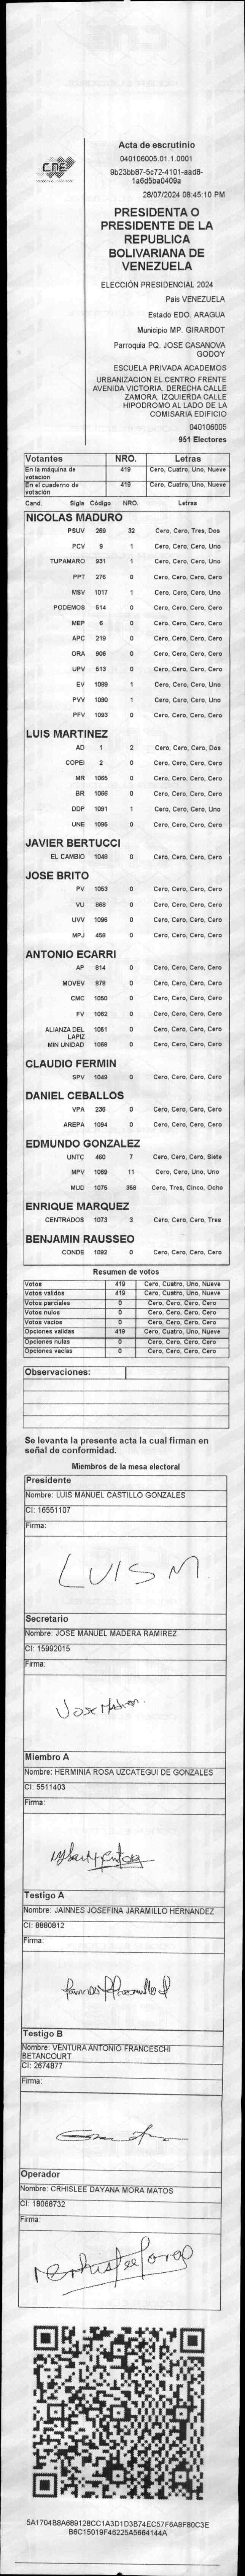 CNE
Acta de escrutinio
040106005.01.1.0001
9b23bb87-5c72-4101-aad8-
1a6d5ba0409a
28/07/2024 08:45:10 PM
PRESIDENTA O
PRESIDENTE DE LA
REPUBLICA
BOLIVARIANA DE
VENEZUELA
ELECCIÓN PRESIDENCIAL 2024
Pais VENEZUELA
Estado EDO. ARAGUA
Municipio MP. GIRARDOT
Parroquia PQ. JOSE CASANOVA
GODOY
ESCUELA PRIVADA ACADEMOS
URBANIZACION EL CENTRO FRENTE
AVENIDA VICTORIA. DERECHA CALLE
ZAMORA. IZQUIERDA CALLE
HIPODROMO AL LADO DE LA
COMISARIA EDIFICIO
040106005
951 Electores
Votantes NRO. Letras
En la máquina de votación 419 Cero, Cuatro, Uno, Nueve
En el cuaderno de votación 419 Cero, Cuatro, Uno, Nueve
Cand. Sigla Código NRO. Letras
NICOLAS MADURO
PSUV 269 32 Cero, Cero, Tres, Dos
PCV 9 1 Cero, Cero, Cero, Uno
TUPAMARO 931 1 Cero, Cero, Cero, Uno
PPT 276 0 Cero, Cero, Cero, Cero
MSV 1017 1 Cero, Cero, Cero, Uno
PODEMOS 514 0 Cero, Cero, Cero, Cero
MEP 6 0 Cero, Cero, Cero, Cero
APC 219 0 Cero, Cero, Cero, Cero
ORA 906 0 Cero, Cero, Cero, Cero
UPV 513 0 Cero, Cero, Cero, Cero
EV 1089 1 Cero, Cero, Cero, Uno
PVV 1090 1 Cero, Cero, Cero, Uno
PFV 1093 0 Cero, Cero, Cero, Cero
LUIS MARTINEZ
AD 1 2 Cero, Cero, Cero, Dos
COPEI 2 0 Cero, Cero, Cero, Cero
MR 1065 0 Cero, Cero, Cero, Cero
BR 1066 0 Cero, Cero, Cero, Cero
DDP 1091 1 Cero, Cero, Cero, Uno
UNE 1095 0 Cero, Cero, Cero, Cero
JAVIER BERTUCCI
EL CAMBIO 1048 0 Cero, Cero, Cero, Cero
JOSE BRITO
PV 1053 0 Cero, Cero, Cero, Cero
VU 868 0 Cero, Cero, Cero, Cero
UVV 1096 0 Cero, Cero, Cero, Cero
MPJ 458 0 Cero, Cero, Cero, Cero
ANTONIO ECARRI
AP 814 0 Cero, Cero, Cero, Cero
MOVEV 878 0 Cero, Cero, Cero, Cero
CMC 1050 0 Cero, Cero, Cero, Cero
FV 1062 0 Cero, Cero, Cero, Cero
ALIANZA DEL LAPIZ 1051 0 Cero, Cero, Cero, Cero
MIN UNIDAD 1068 0 Cero, Cero, Cero, Cero
CLAUDIO FERMIN
SPV 1049 0 Cero, Cero, Cero, Cero
DANIEL CEBALLOS
VPA 236 0 Cero, Cero, Cero, Cero
AREPA 1094 0 Cero, Cero, Cero, Cero
EDMUNDO GONZALEZ
UNTC 460 7 Cero, Cero, Cero, Siete
MPV 1069 11 Cero, Cero, Uno, Uno
MUD 1075 358 Cero, Tres, Cinco, Ocho
ENRIQUE MARQUEZ
CENTRADOS 1073 3 Cero, Cero, Cero, Tres
BENJAMIN RAUSSEO
CONDE 1092 0 Cero, Cero, Cero, Cero
Resumen de votos
Votos 419 Cero, Cuatro, Uno, Nueve
Votos validos 419 Cero, Cuatro, Uno, Nueve
Votos parciales 0 Cero, Cero, Cero, Cero
Votos nulos 0 Cero, Cero, Cero, Cero
Votos vacios 0 Cero, Cero, Cero, Cero
Opciones validas 419 Cero, Cuatro, Uno, Nueve
Opciones nulas 0 Cero, Cero, Cero, Cero
Opciones vacias 0 Cero, Cero, Cero, Cero
Observaciones:
Se levanta la presente acta la cual firman en
señal de conformidad.
Miembros de la mesa electoral
Presidente
Nombre: LUIS MANUEL CASTILLO GONZALES
CI: 16551107
Firma:
LUIS M.
Secretario
Nombre: JOSE MANUEL MADERA RAMIREZ
CI: 15992015
Firma:
Jose Madera.
Miembro A
Nombre: HERMINIA ROSA UZCATEGUI DE GONZALES
CI: 5511403
Firma:
Testigo A
Nombre: JAINNES JOSEFINA JARAMILLO HERNANDEZ
CI: 8880812
Firma:
Testigo B
Nombre: VENTURA ANTONIO FRANCESCHI
BETANCOURT
CI: 2674877
Firma:
Operador
Nombre: CRHISLEE DAYANA MORA MATOS
CI: 18068732
Firma:
5A1704B8A689128CC1A3D1D3B74EC57F6A8F80C3E
B6C15019F46225A5664144A